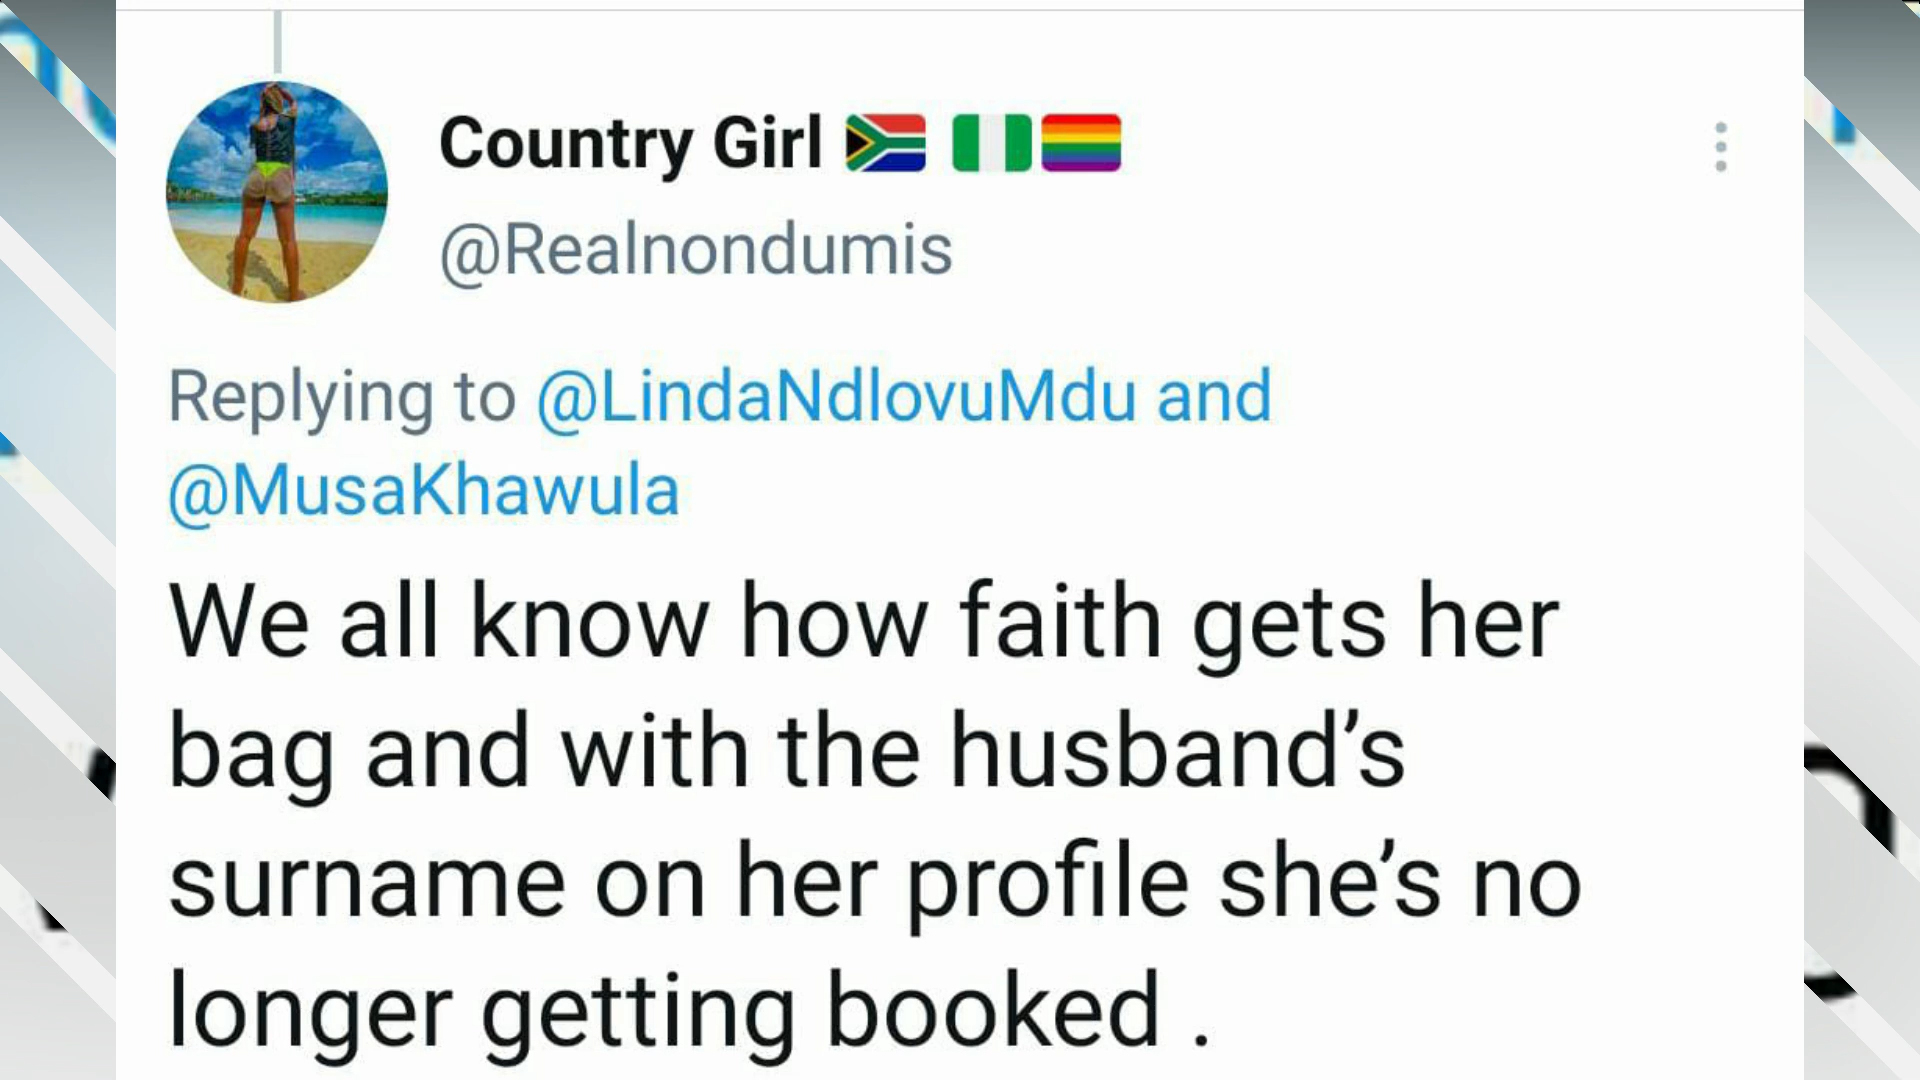 Country Girl 🇿🇦 🇳🇬🏳️‍🌈
@Realnondumis
Replying to @LindaNdlovuMdu and
@MusaKhawula
We all know how faith gets her
bag and with the husband’s
surname on her profile she’s no
longer getting booked .